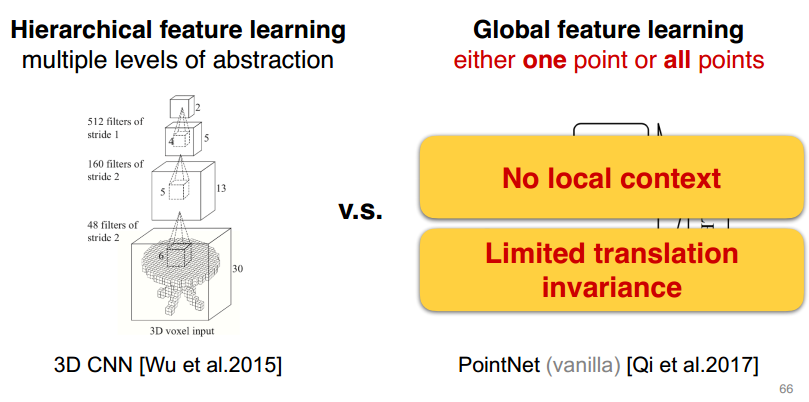 Hierarchical feature learning
multiple levels of abstraction
2
512 filters of
stride 1
4
5
160 filters of
stride 2
5
13
48 filters of
stride 2
6
30
3D voxel input
3D CNN [Wu et al.2015]
v.s.
Global feature learning
either one point or all points
No local context
Limited translation
invariance
PointNet (vanilla) [Qi et al.2017]
66